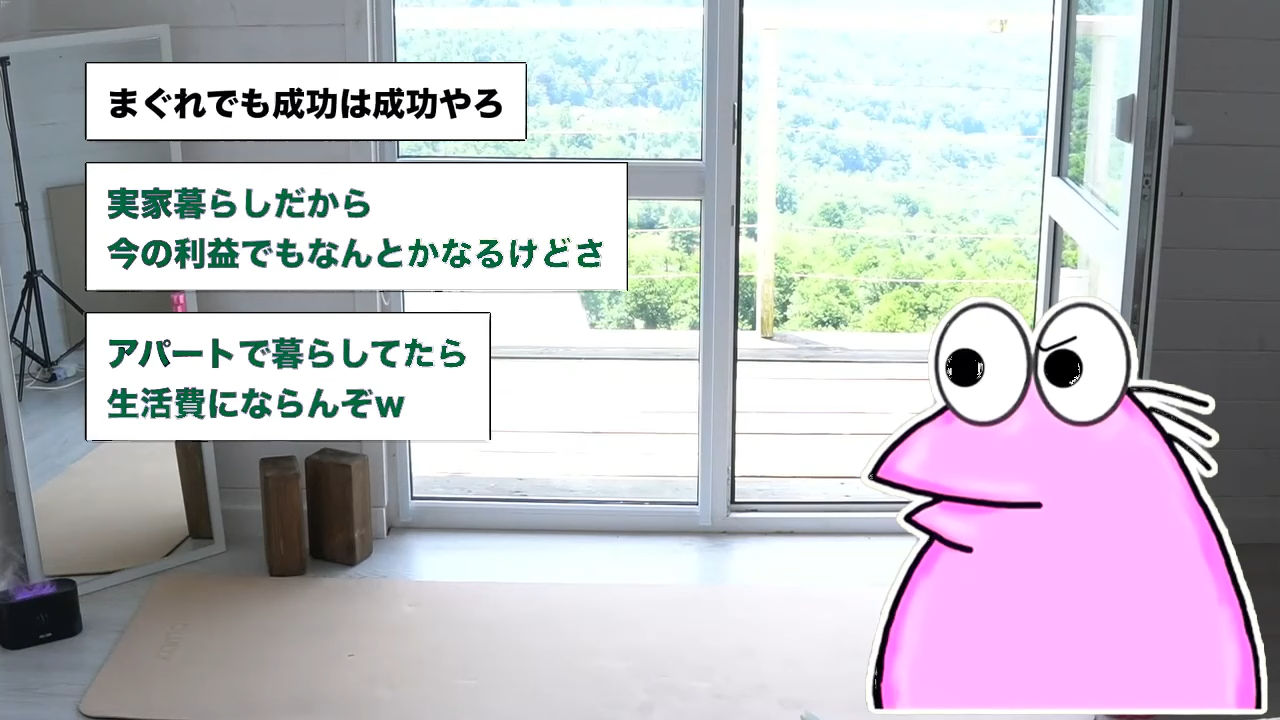 まぐれでも成功は成功やろ
実家暮らしだから
今の利益でもなんとかなるけどさ
アパートで暮らしてたら
生活費にならんぞw